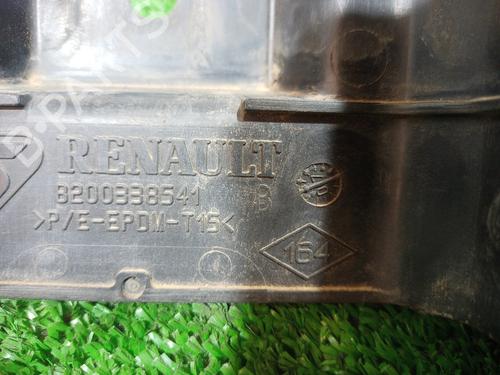 RENAULT
8200338541 B
>P/E-EPDM-T15<
164